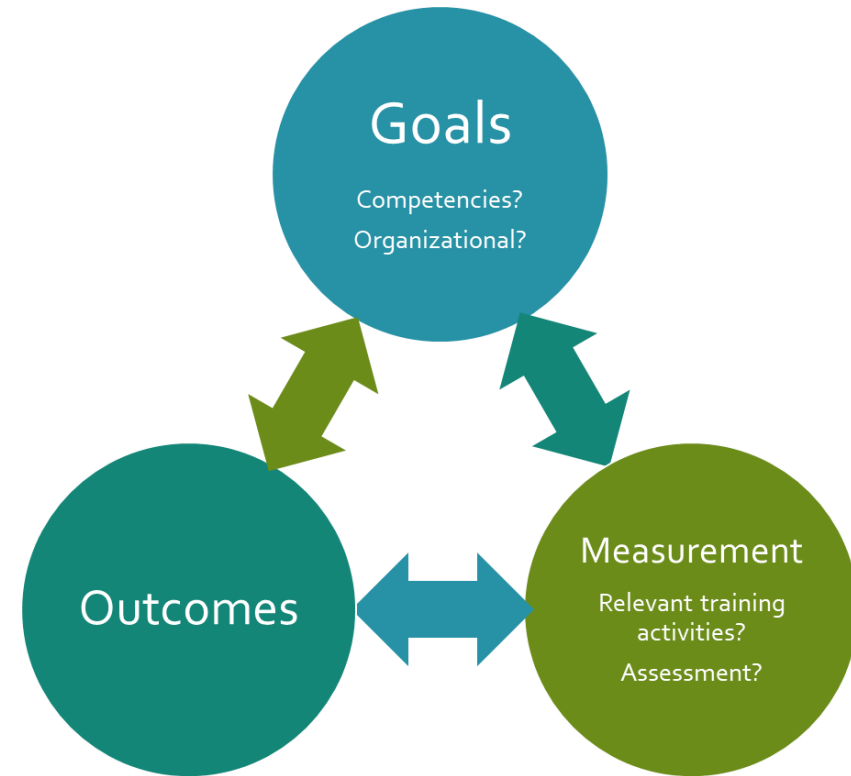 Goals
Competencies?
Organizational?
Outcomes
Measurement
Relevant training
activities?
Assessment?